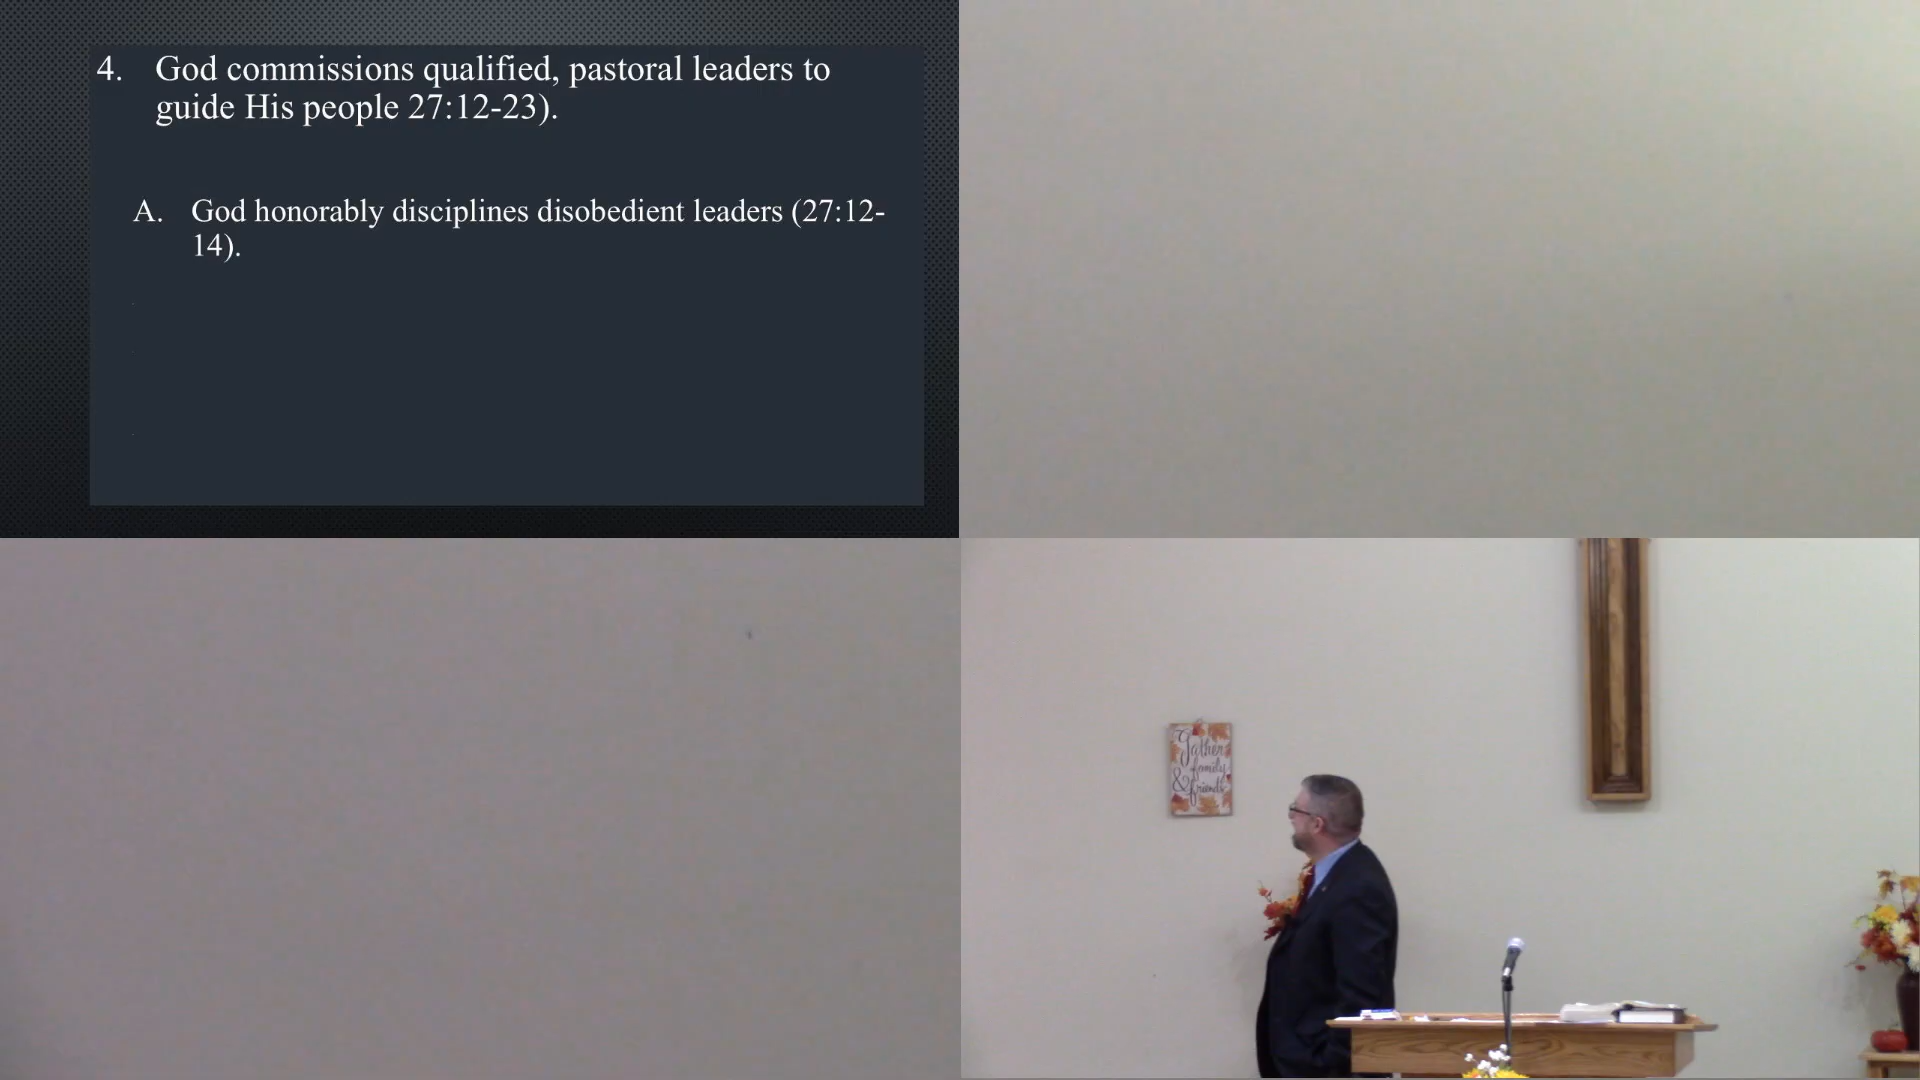 4. God commissions qualified, pastoral leaders to
guide His people 27:12-23).
A. God honorably disciplines disobedient leaders (27:12-
14).
Gather
family
& friends